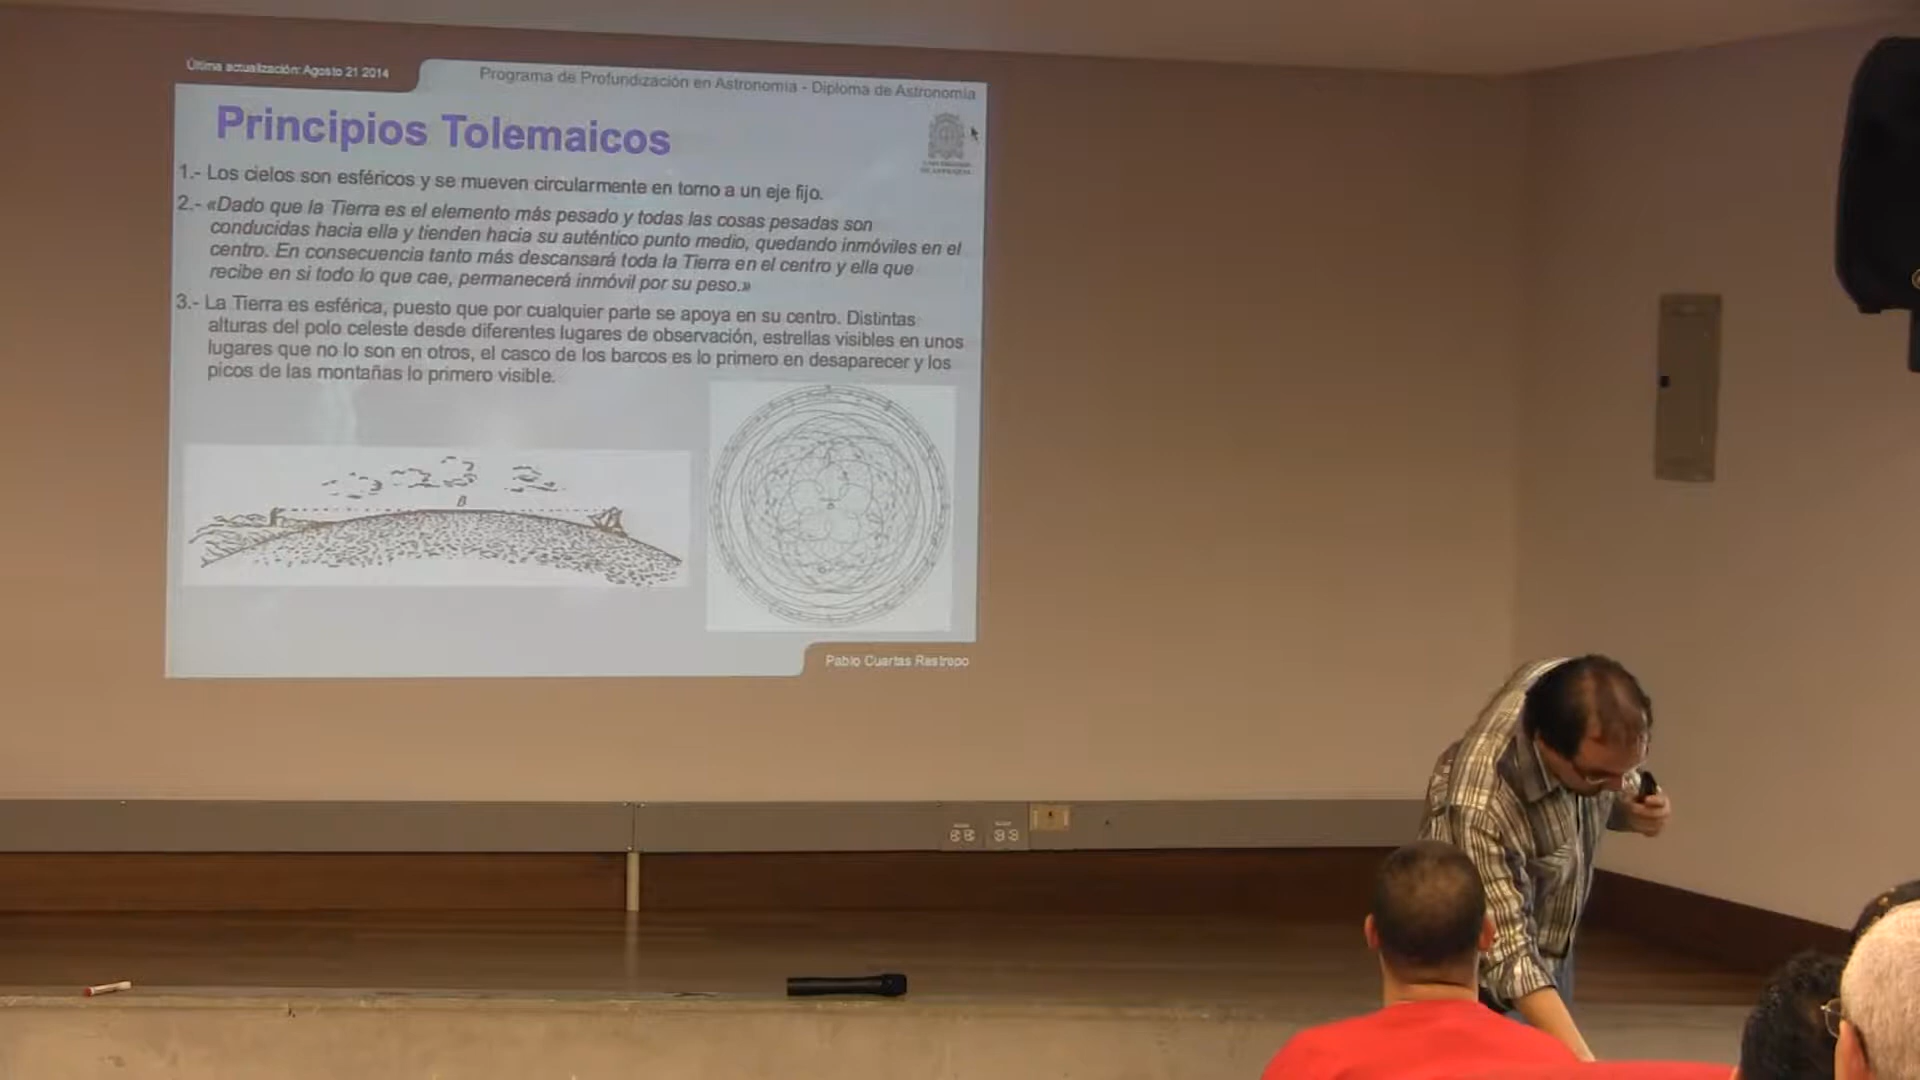 Última actualización: Agosto 21 2014
Programa de Profundización en Astronomía - Diploma de Astronomía
Principios Tolemaicos
1.- Los cielos son esféricos y se mueven circularmente en torno a un eje fijo.
2.- «Dado que la Tierra es el elemento más pesado y todas las cosas pesadas son
conducidas hacia ella y tienden hacia su auténtico punto medio, quedando inmóviles en el
centro. En consecuencia tanto más descansará toda la Tierra en el centro y ella que
recibe en si todo lo que cae, permanecerá inmóvil por su peso.»
3.- La Tierra es esférica, puesto que por cualquier parte se apoya en su centro. Distintas
alturas del polo celeste desde diferentes lugares de observación, estrellas visibles en unos
lugares que no lo son en otros, el casco de los barcos es lo primero en desaparecer y los
picos de las montañas lo primero visible.
B
Pablo Cuartas Restrepo